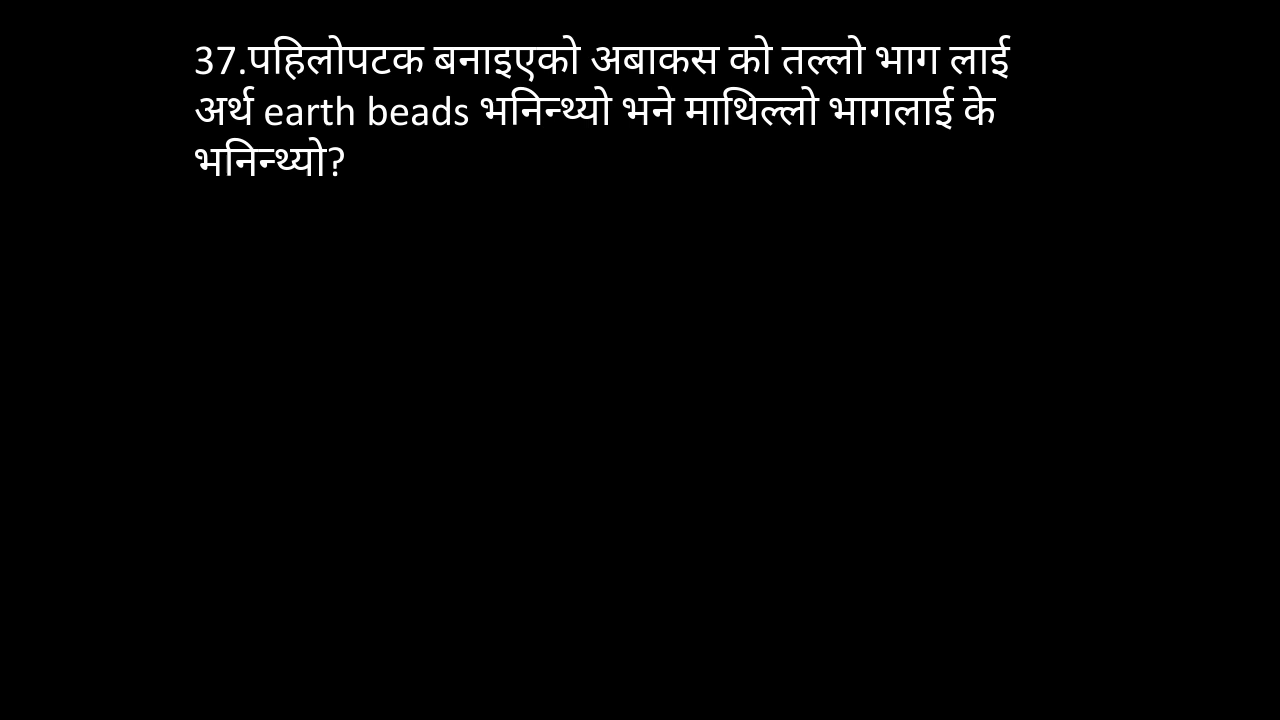 37.पहिलोपटक बनाइएको अबाकस को तल्लो भाग लाई
अर्थ earth beads भनिन्थ्यो भने माथिल्लो भागलाई के
भनिन्थ्यो?